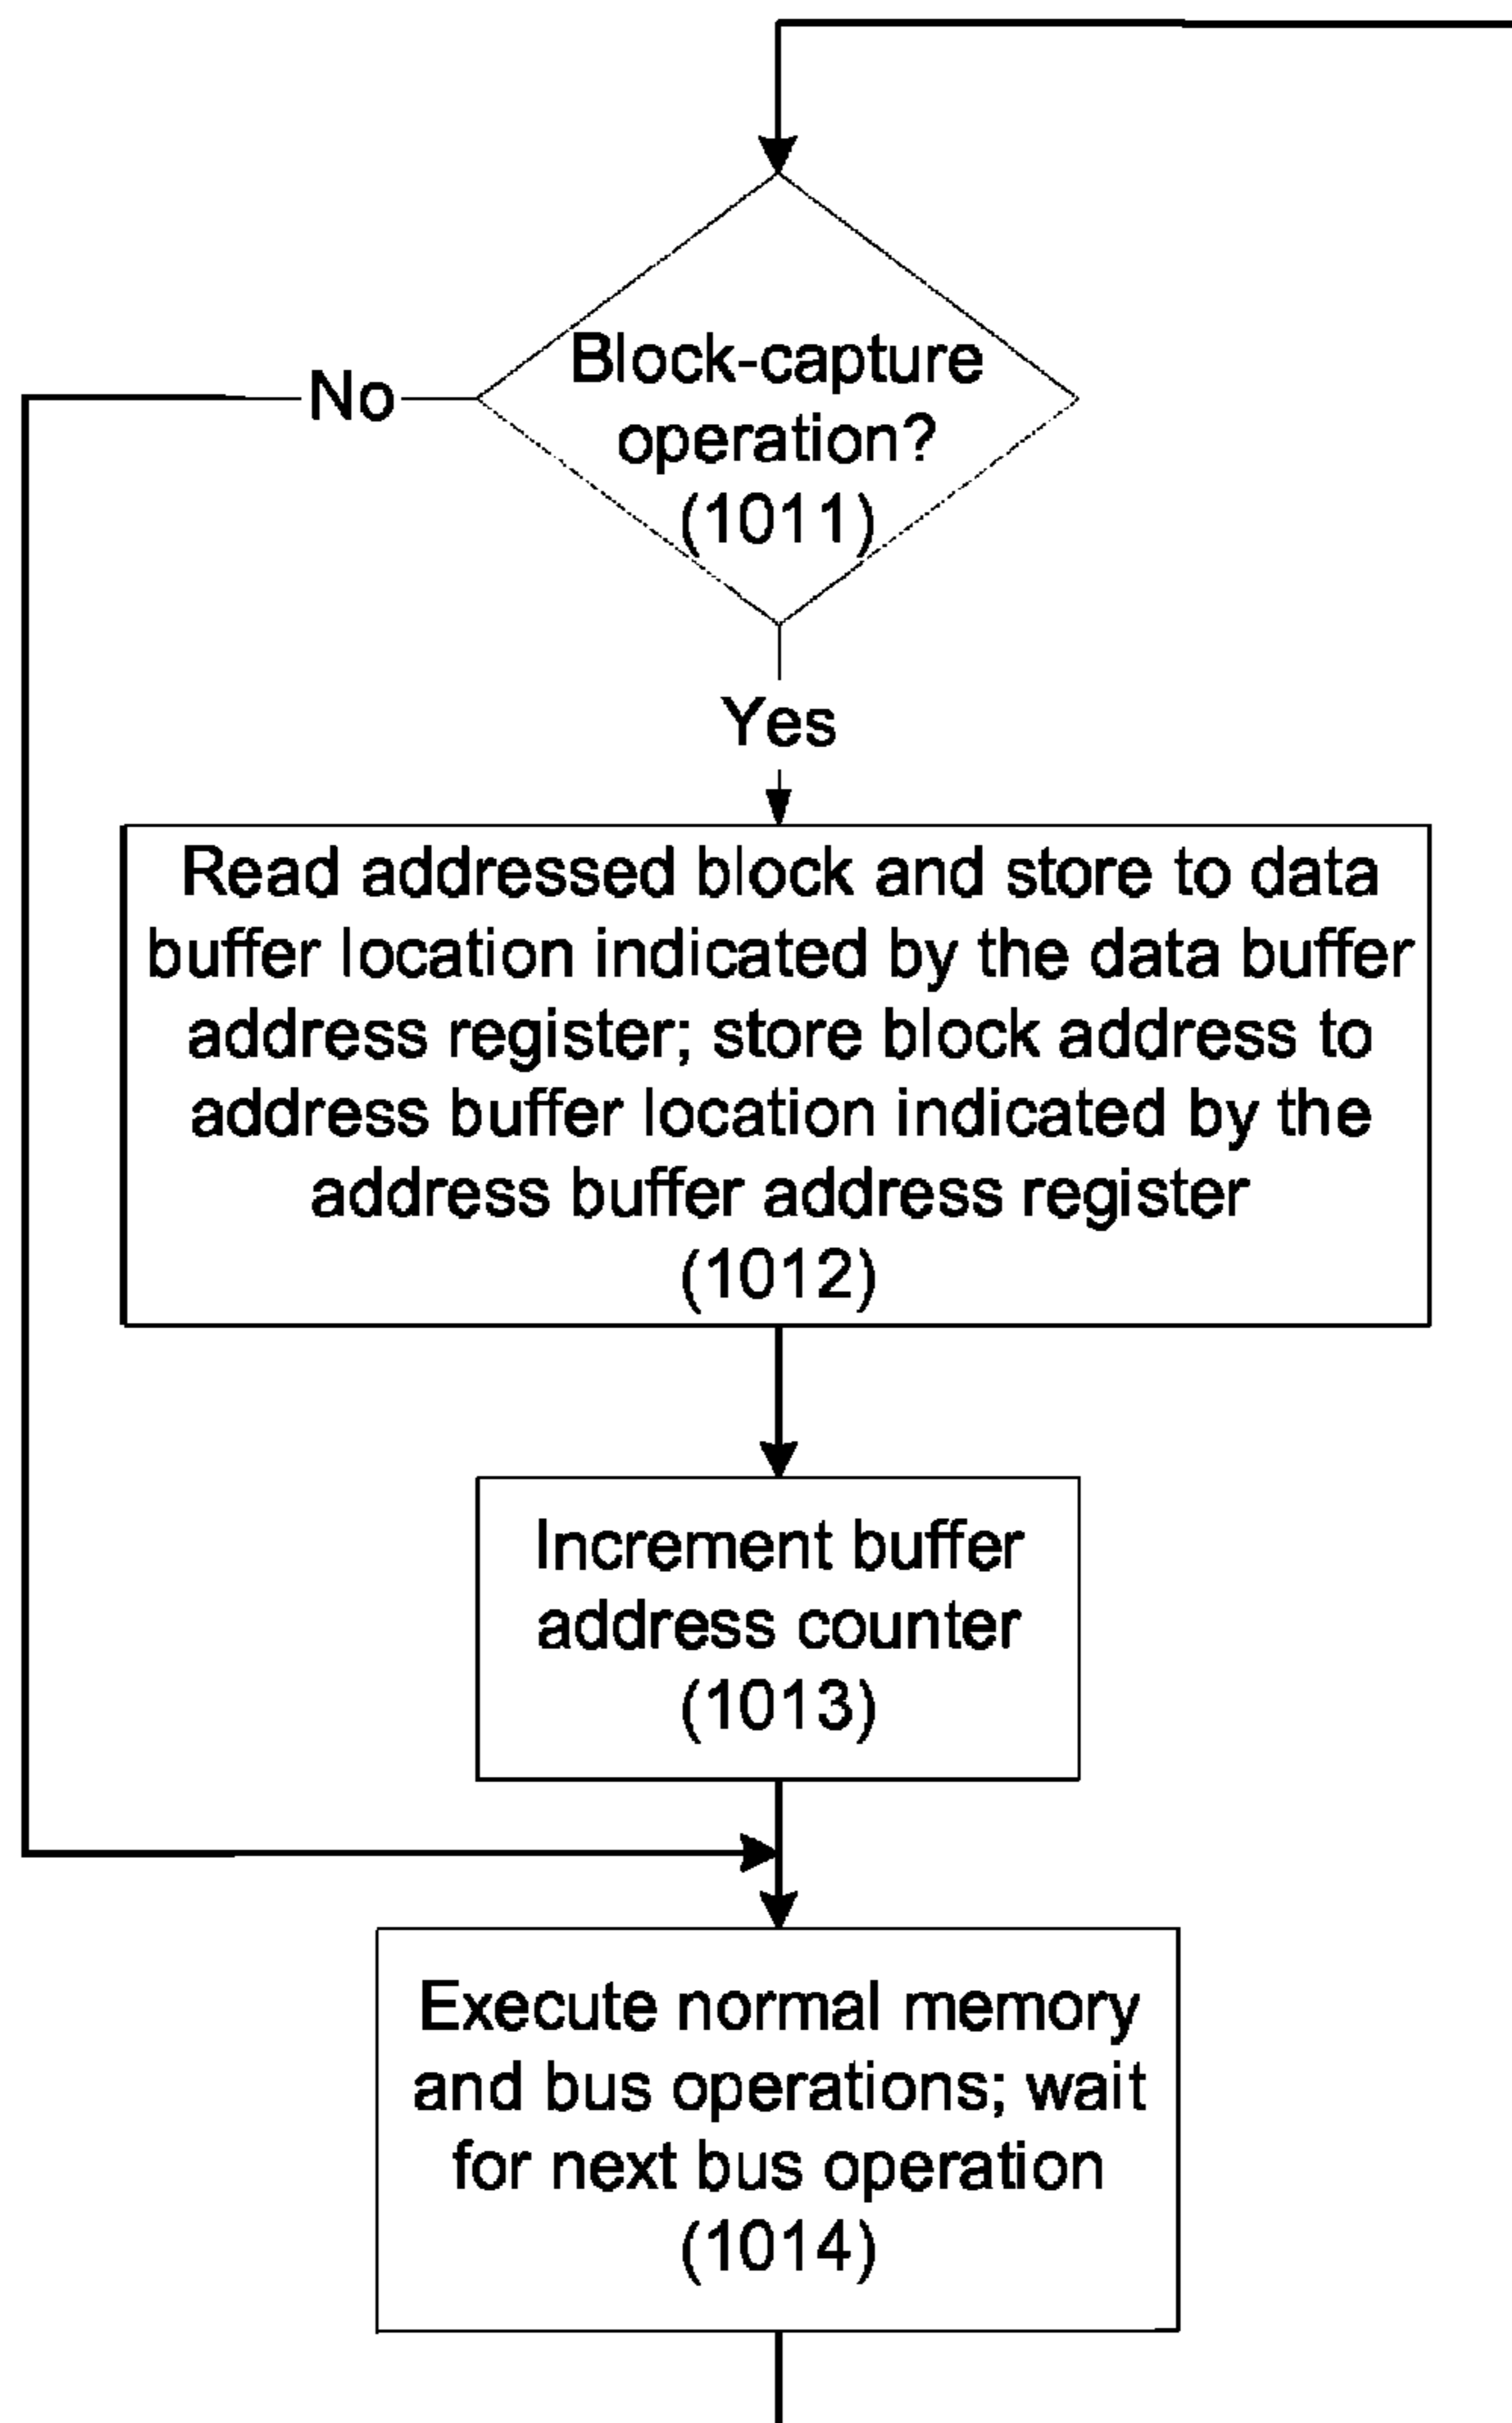 Block-capture
operation?
(1011)
No
Yes
Read addressed block and store to data
buffer location indicated by the data buffer
address register; store block address to
address buffer location indicated by the
address buffer address register
(1012)
Increment buffer
address counter
(1013)
Execute normal memory
and bus operations; wait
for next bus operation
(1014)